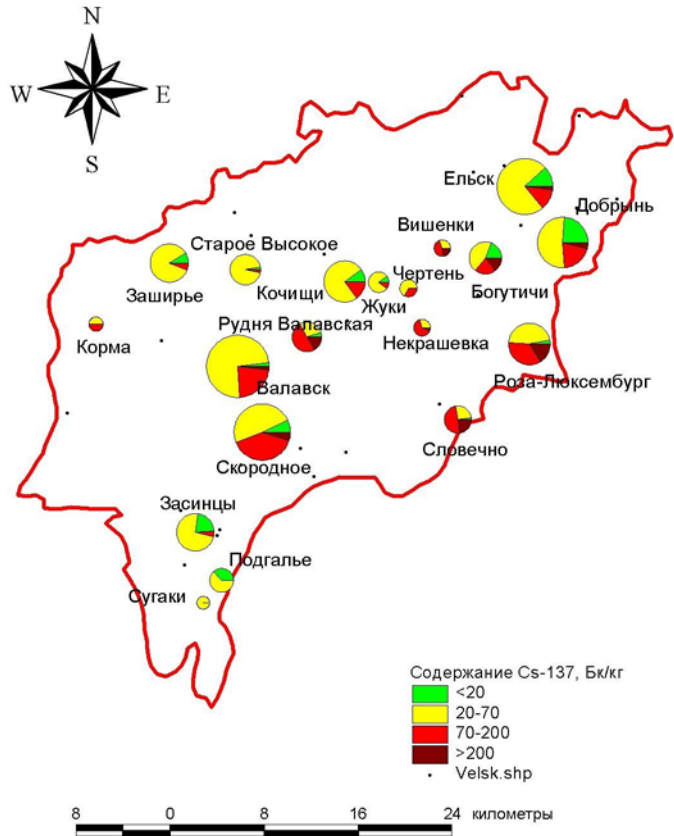 N
W E
S
Ельск
Добрынь
Вишенки
Старое Высокое
Чертень
Богутичи
Заширье
Кочищи
Жуки
Рудня Валавская
Некрашевка
Корма
Роза-Люксембург
Валавск
Словечно
Скородное
Засинцы
Подгалье
Сугаки
Содержание Cs-137, Бк/кг
<20
20-70
70-200
>200
Velsk.shp
8 0 8 16 24 километры